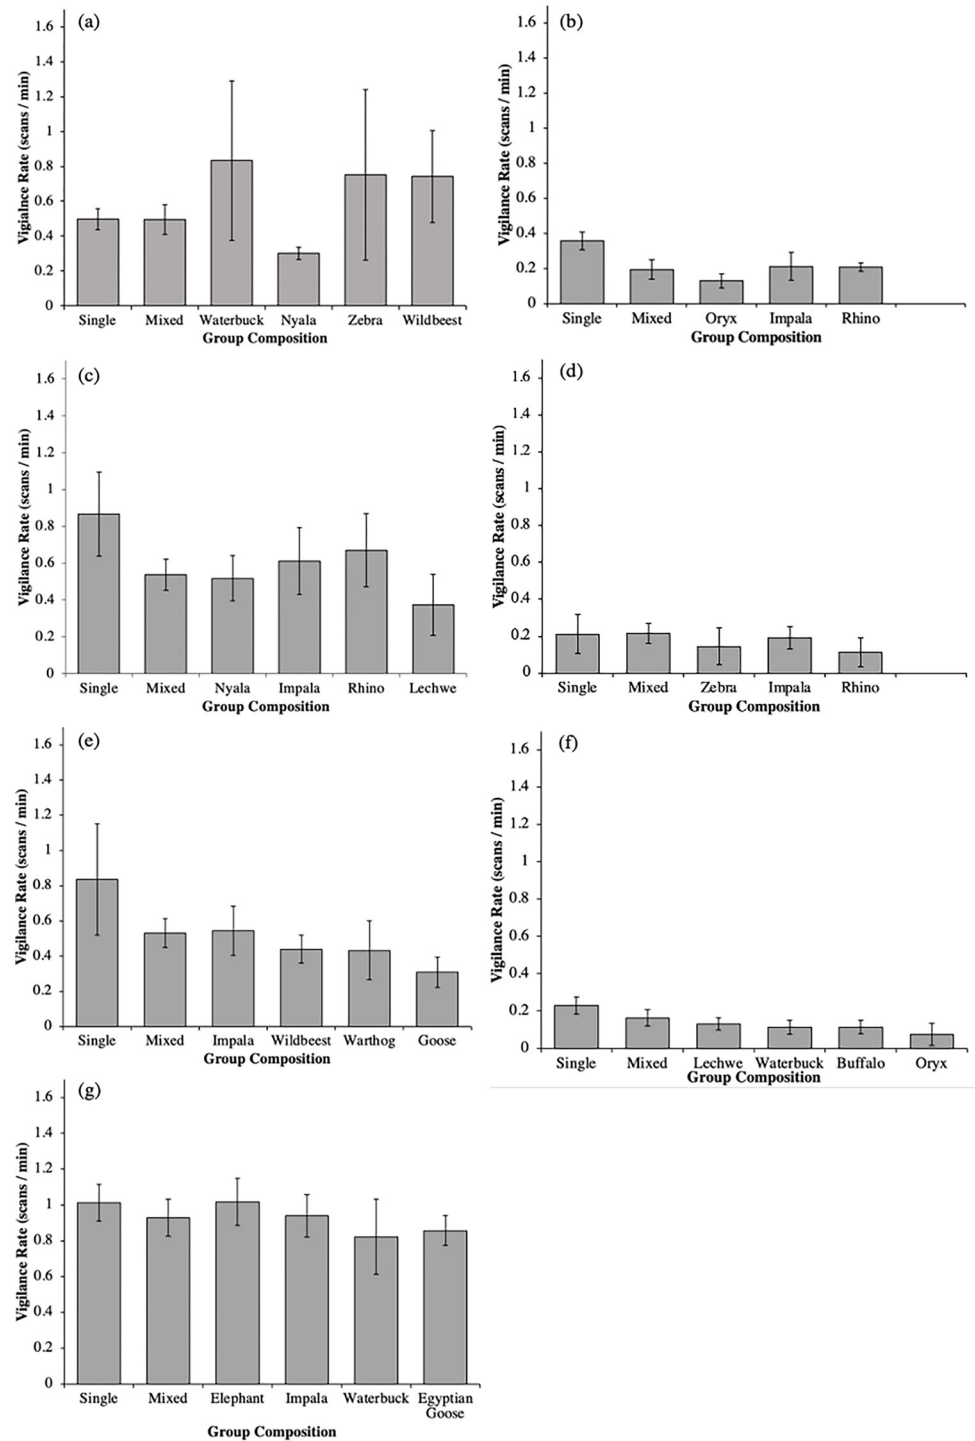 (a)
Vigialnce Rate (scans / min)
1.6
1.4
1.2
1
0.8
0.6
0.4
0.2
0
Single Mixed Waterbuck Nyala Zebra Wildbeest
Group Composition
(b)
Vigilance Rate (scans / min)
1.6
1.4
1.2
1
0.8
0.6
0.4
0.2
0
Single Mixed Oryx Impala Rhino
Group Composition
(c)
Vigilance Rate (scans / min)
1.6
1.4
1.2
1
0.8
0.6
0.4
0.2
0
Single Mixed Nyala Impala Rhino Lechwe
Group Composition
(d)
Vigilance Rate (scans / min)
1.6
1.4
1.2
1
0.8
0.6
0.4
0.2
0
Single Mixed Zebra Impala Rhino
Group Composition
(e)
Vigilance Rate (scans / min)
1.6
1.4
1.2
1
0.8
0.6
0.4
0.2
0
Single Mixed Impala Wildbeest Warthog Goose
Group Composition
(f)
Vigilance Rate (scans / min)
1.6
1.4
1.2
1
0.8
0.6
0.4
0.2
0
Single Mixed Lechwe Waterbuck Buffalo Oryx
Group Composition
(g)
Vigilance Rate (scans / min)
1.6
1.4
1.2
1
0.8
0.6
0.4
0.2
0
Single Mixed Elephant Impala Waterbuck Egyptian
Goose
Group Composition